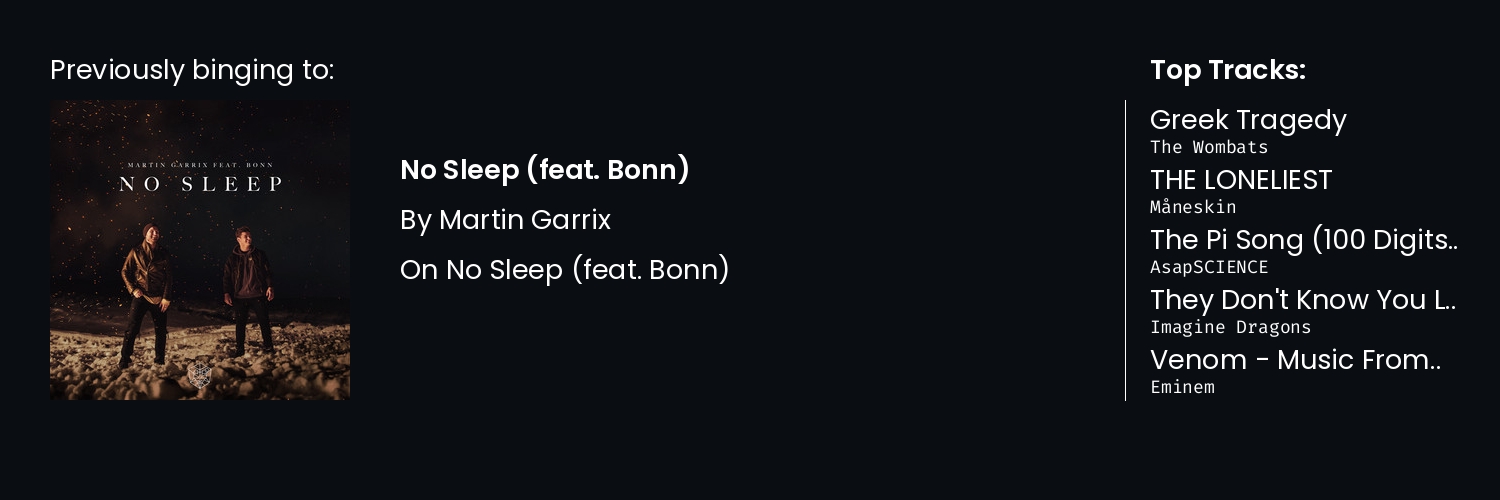 Previously binging to:
MARTIN GARRIX FEAT. BONN
NO SLEEP
No Sleep (feat. Bonn)
By Martin Garrix
On No Sleep (feat. Bonn)
Top Tracks:
Greek Tragedy
The Wombats
THE LONELIEST
Måneskin
The Pi Song (100 Digits..
AsapSCIENCE
They Don't Know You L..
Imagine Dragons
Venom - Music From..
Eminem